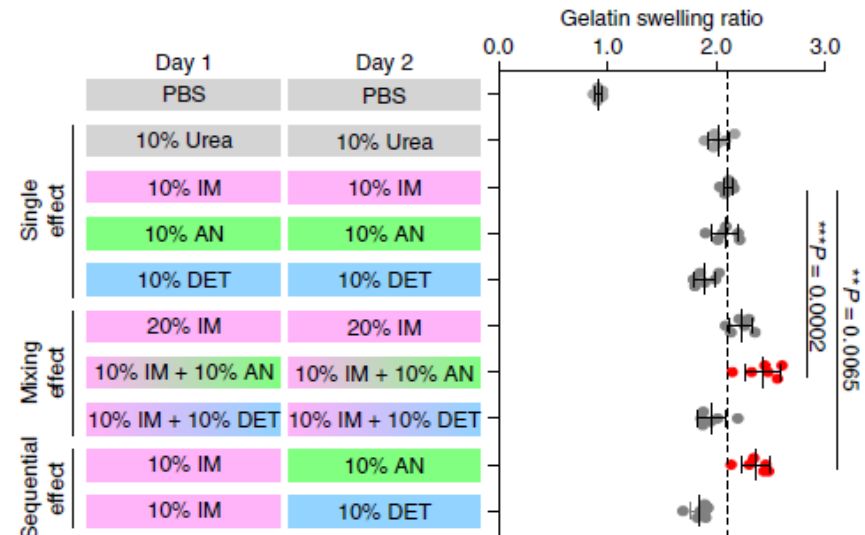 Gelatin swelling ratio
0.0 1.0 2.0 3.0
Day 1 Day 2
PBS PBS
Single effect
10% Urea 10% Urea
10% IM 10% IM
10% AN 10% AN
10% DET 10% DET
Mixing effect
20% IM 20% IM
10% IM + 10% AN 10% IM + 10% AN
10% IM + 10% DET 10% IM + 10% DET
Sequential effect
10% IM 10% AN
10% IM 10% DET
***P = 0.00002
**P = 0.0065